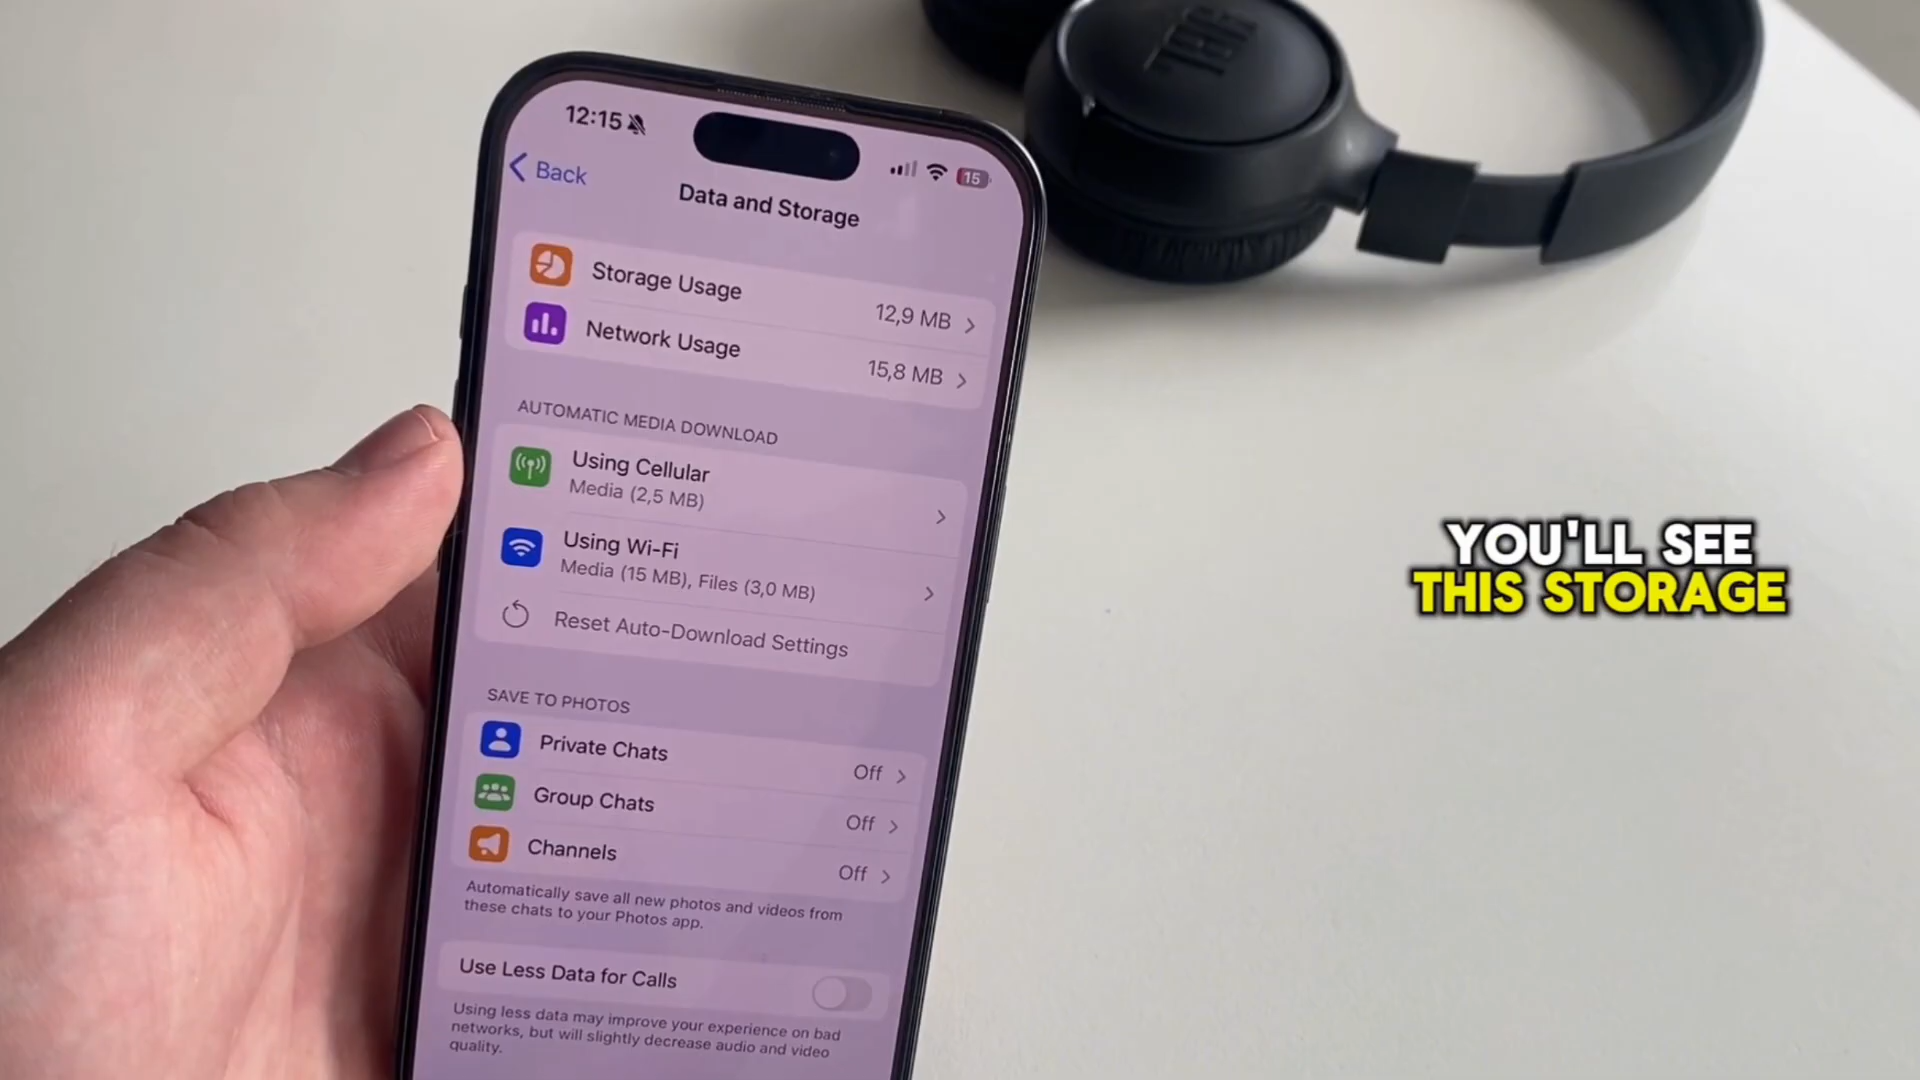 JBL
12:15
15
Back
Data and Storage
Storage Usage
12,9 MB
Network Usage
15,8 MB
AUTOMATIC MEDIA DOWNLOAD
Using Cellular
Media (2,5 MB)
Using Wi-Fi
Media (15 MB), Files (3,0 MB)
Reset Auto-Download Settings
SAVE TO PHOTOS
Private Chats
Off
Group Chats
Off
Channels
Off
Automatically save all new photos and videos from
these chats to your Photos app.
Use Less Data for Calls
Using less data may improve your experience on bad
networks, but will slightly decrease audio and video
quality.
YOU'LL SEE
THIS STORAGE